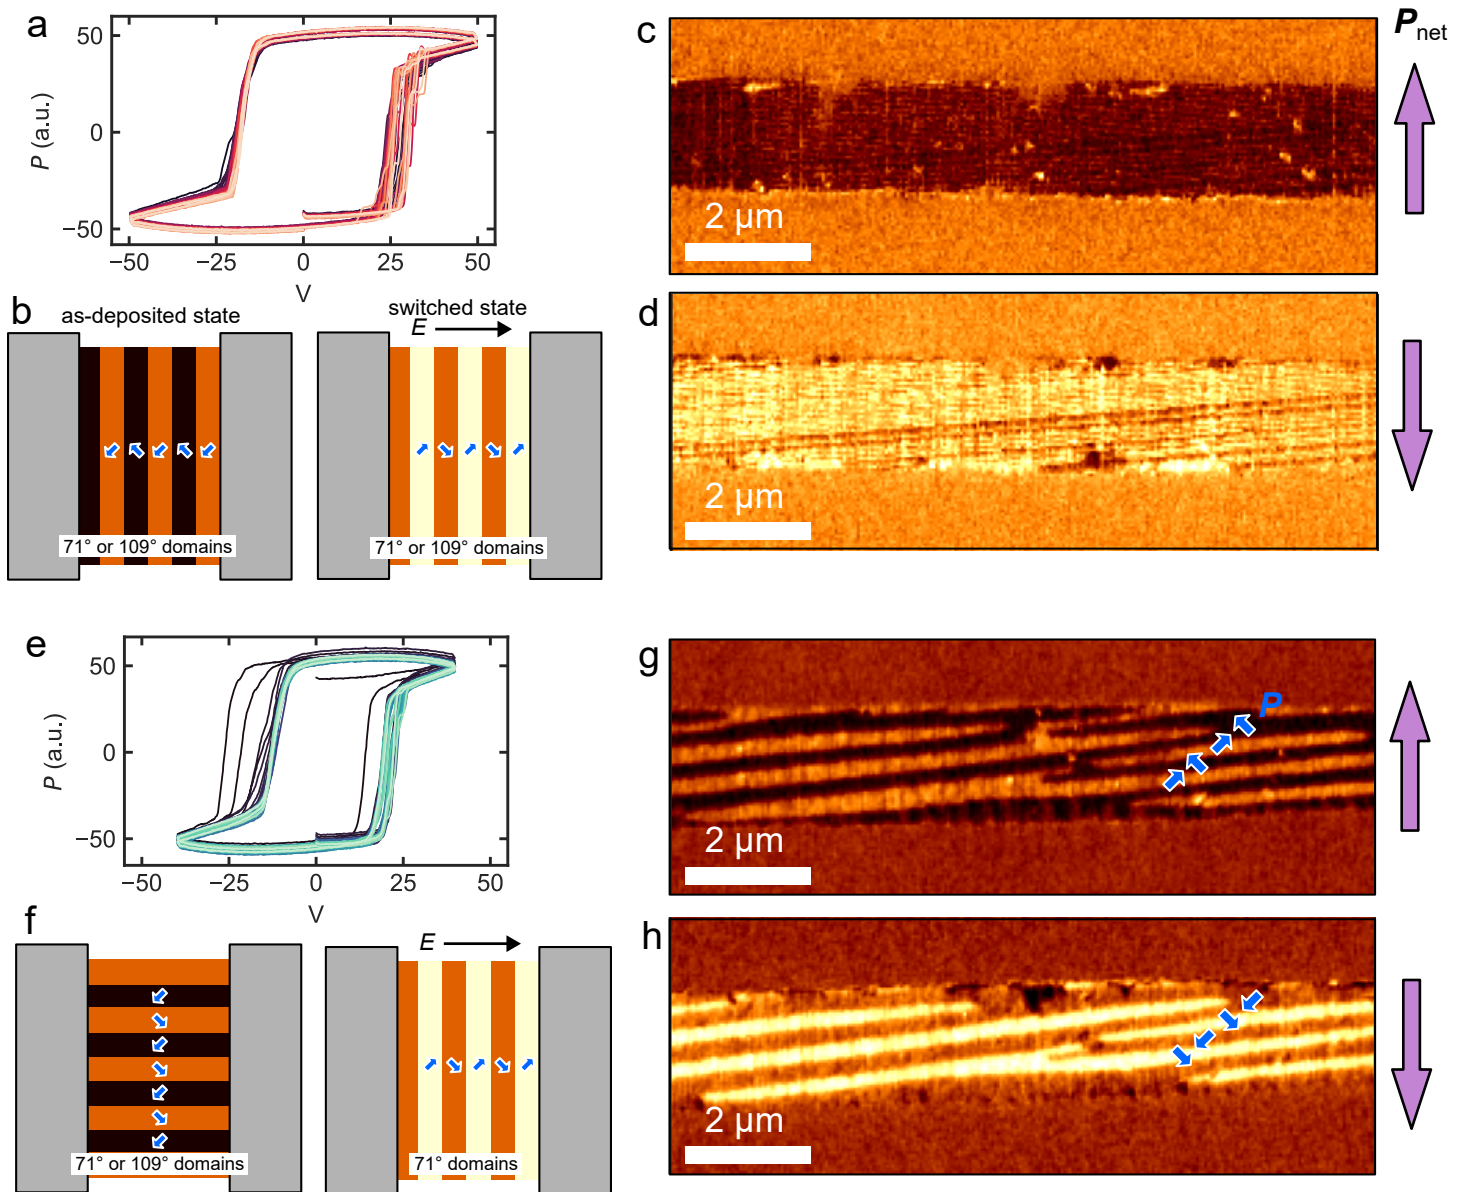 a
50
0
−50
P (a.u.)
−50 −25 0 25 50
V
b
as-deposited state
switched state
E
71° or 109° domains
71° or 109° domains
c
2 µm
Pnet
d
2 µm
e
50
0
−50
P (a.u.)
−50 −25 0 25 50
V
f
E
71° or 109° domains
71° domains
g
P
2 µm
h
2 µm